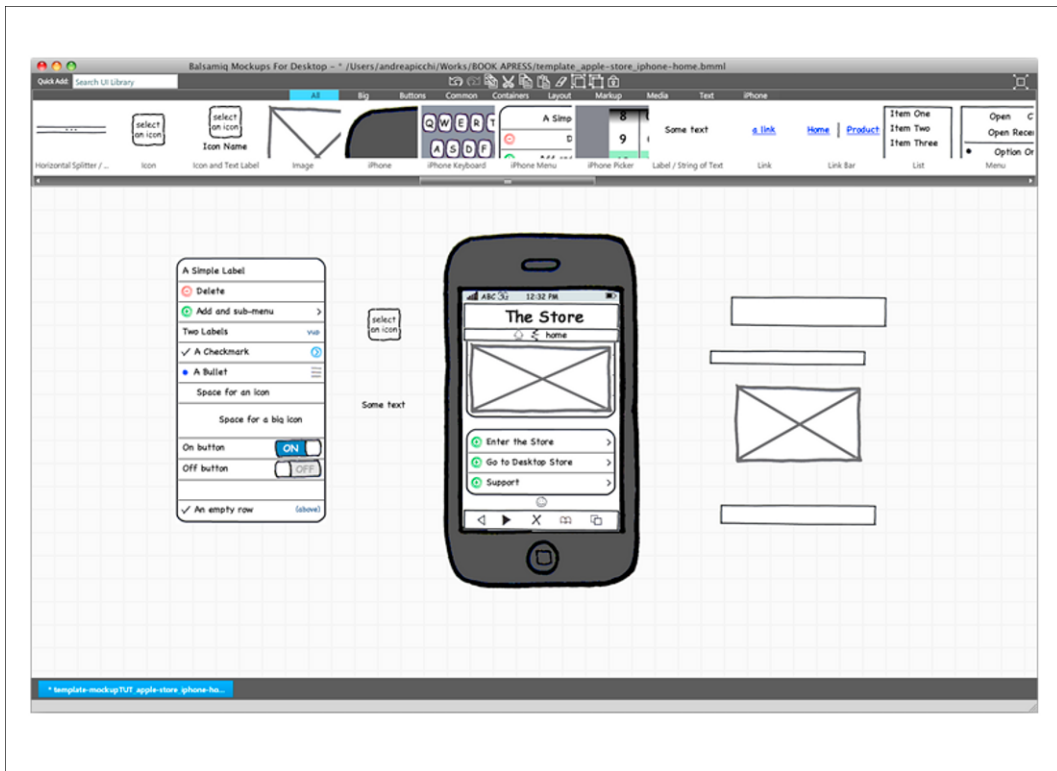 Balsamiq Mockups For Desktop - * /Users/andreapicchi/Works/BOOK APRESS/template_apple-store_iphone-home.bmml
Quick Add: Search UI Library
All Big Buttons Common Containers Layout Markup Media Text iPhone
select an icon
select an icon
Icon Name
Q W E R T
A S D F
A Simp
D
8
9
Some text
a link
Home | Product
Item One
Item Two
Item Three
Open C
Open Recen
Option On
Horizontal Splitter / ... Icon Icon and Text Label Image iPhone iPhone Keyboard iPhone Menu iPhone Picker Label / String of Text Link Link Bar List Menu
A Simple Label
Delete
Add and sub-menu
Two Labels
A Checkmark
A Bullet
Space for an icon
Space for a big icon
On button ON
Off button OFF
An empty row (above)
select an icon
Some text
ABC 3G 12:32 PM
The Store
home
Enter the Store
Go to Desktop Store
Support
* template-mockupTUT_apple-store_iphone-ho...